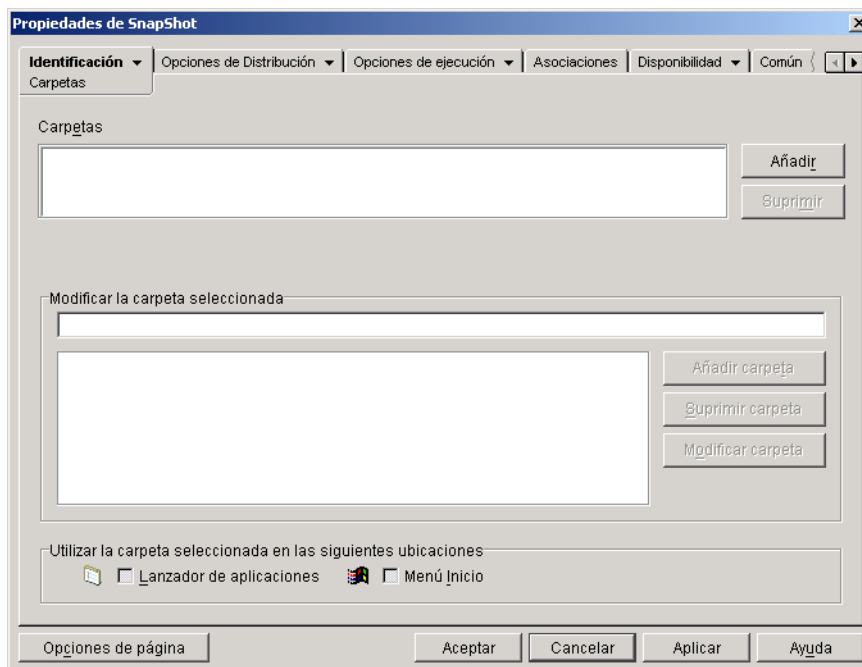 Propiedades de SnapShot
Identificación Opciones de Distribución Opciones de ejecución Asociaciones Disponibilidad Común
Carpetas
Carpetas
Añadir
Suprimir
Modificar la carpeta seleccionada
Añadir carpeta
Suprimir carpeta
Modificar carpeta
Utilizar la carpeta seleccionada en las siguientes ubicaciones
Lanzador de aplicaciones Menú Inicio
Opciones de página Aceptar Cancelar Aplicar Ayuda